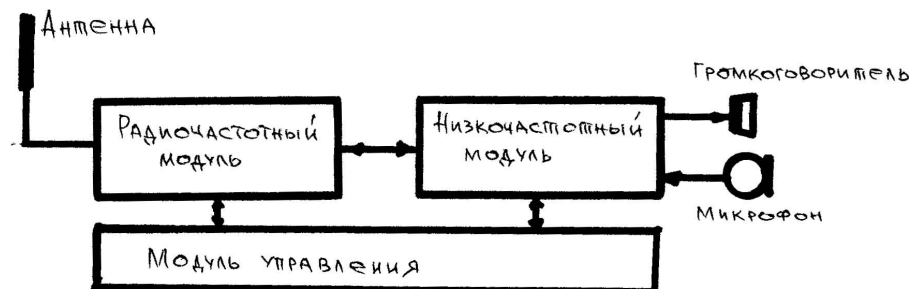 Антенна
Громкоговоритель
Радиочастотный
модуль
Низкочастотный
модуль
Микрофон
Модуль управления